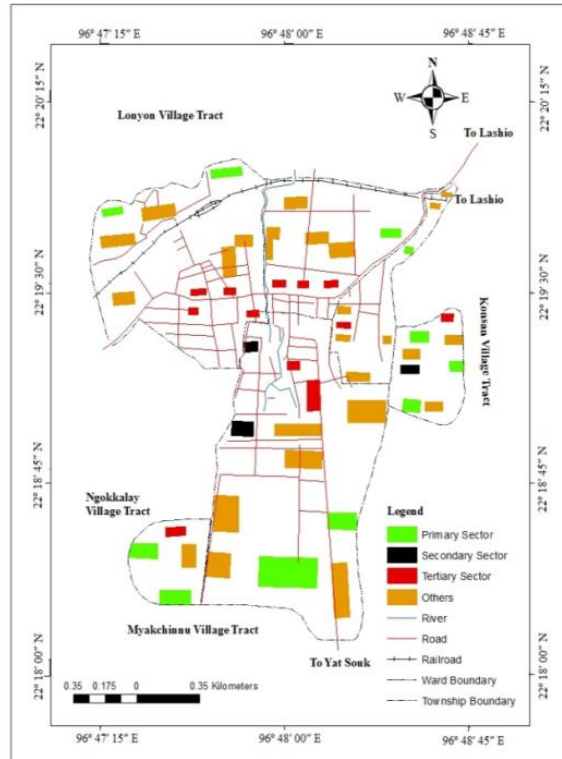 96° 47' 15" E
96° 48' 00" E
96° 48' 45" E
22° 20' 15" N
22° 20' 15" N
N
W
E
S
Lonyon Village Tract
To Lashio
To Lashio
22° 19' 30" N
22° 19' 30" N
Konsan Village Tract
22° 18' 45" N
22° 18' 45" N
Ngokkalay
Village Tract
Legend
Primary Sector
Secondary Sector
Tertiary Sector
Others
River
Road
Railroad
Ward Boundary
Township Boundary
Myakchinnu Village Tract
To Yat Souk
22° 18' 00" N
22° 18' 00" N
0.35 0.175 0 0.35 Kilometers
96° 47' 15" E
96° 48' 00" E
96° 48' 45" E